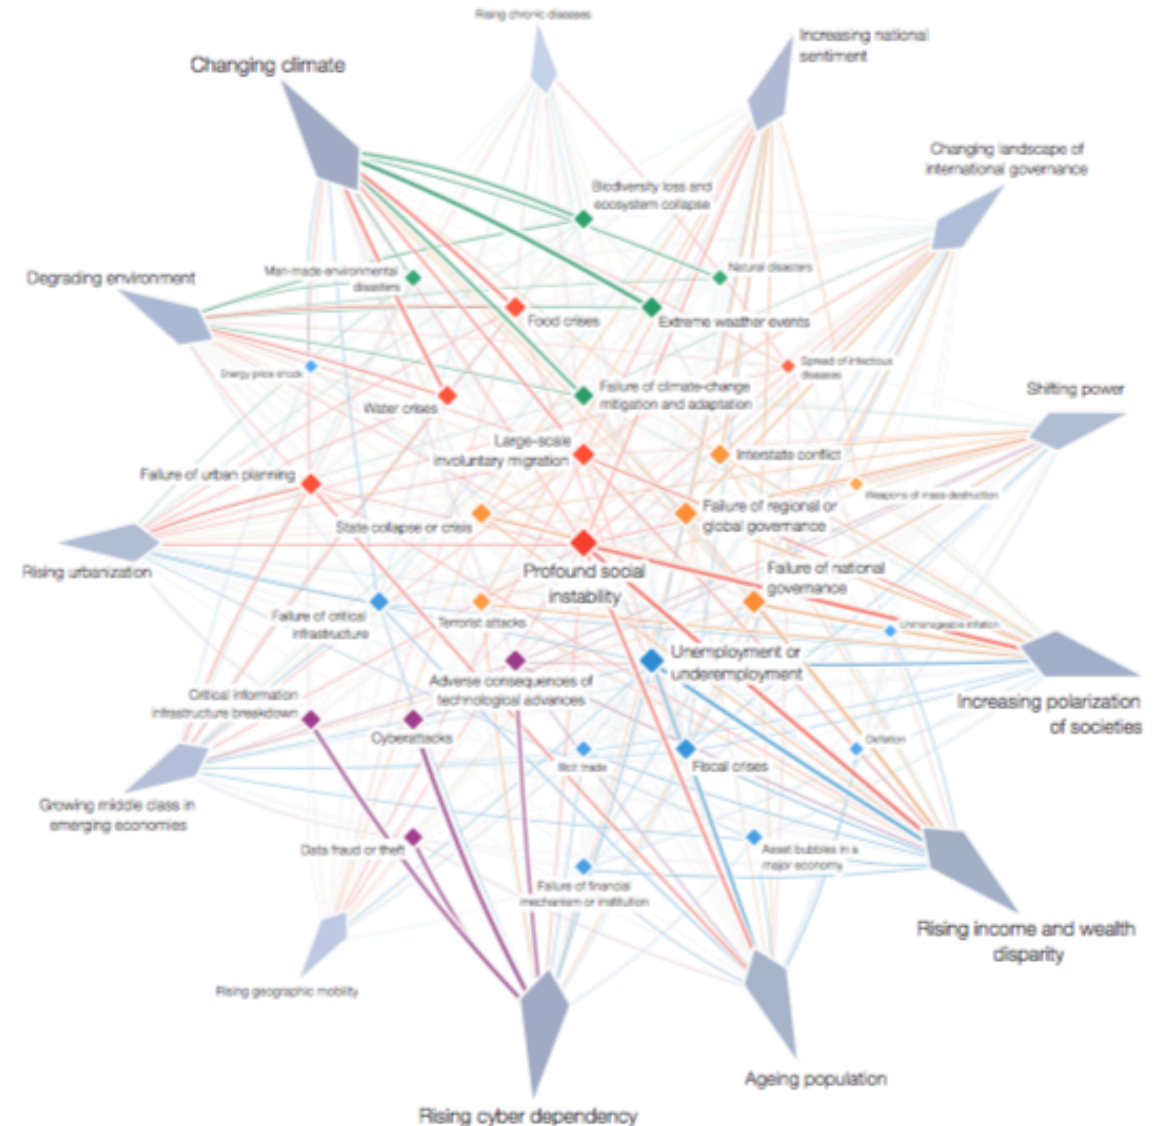 Rising chronic diseases
Increasing national
sentiment
Changing climate
Changing landscape of
international governance
Biodiversity loss and
ecosystem collapse
Degrading environment
Man-made environmental
disasters
Natural disasters
Food crises
Extreme weather events
Energy price shock
Spread of infectious
diseases
Water crises
Failure of climate-change
mitigation and adaptation
Shifting power
Large-scale
involuntary migration
Interstate conflict
Failure of urban planning
Weapons of mass destruction
State collapse or crisis
Failure of regional or
global governance
Rising urbanization
Profound social
instability
Failure of national
governance
Failure of critical
infrastructure
Terrorist attacks
Unmanageable inflation
Unemployment or
underemployment
Adverse consequences of
technological advances
Critical information
infrastructure breakdown
Cyberattacks
Increasing polarization
of societies
Deflation
Illicit trade
Fiscal crises
Growing middle class in
emerging economies
Data fraud or theft
Asset bubbles in a
major economy
Failure of financial
mechanism or institution
Rising income and wealth
disparity
Rising geographic mobility
Ageing population
Rising cyber dependency